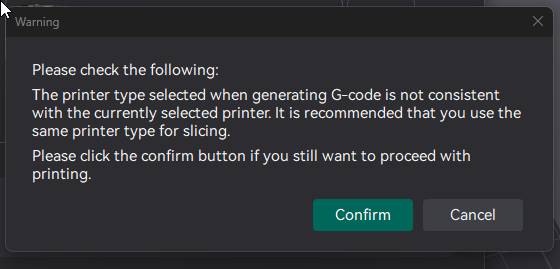 Warning
Please check the following:
The printer type selected when generating G-code is not consistent
with the currently selected printer. It is recommended that you use the
same printer type for slicing.
Please click the confirm button if you still want to proceed with
printing.
Confirm
Cancel